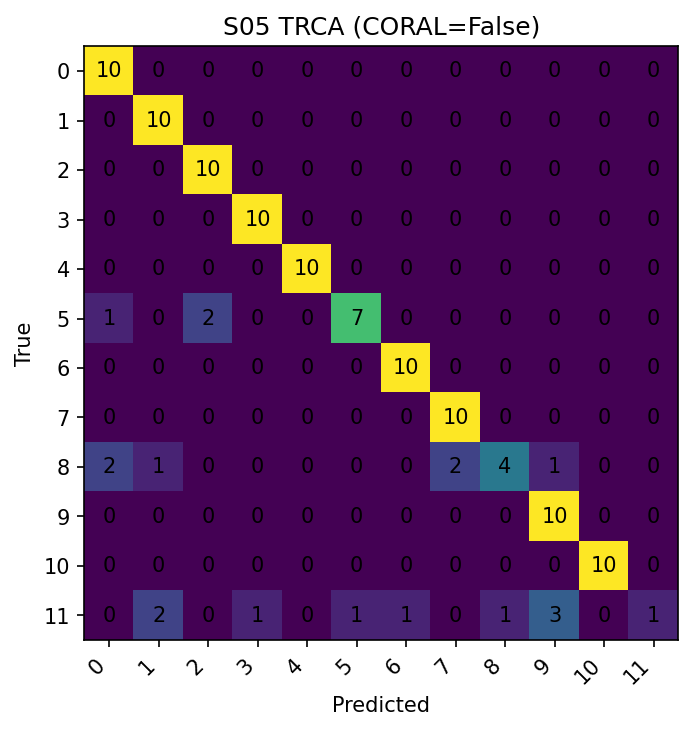 S05 TRCA (CORAL=False)
True
0 10 0 0 0 0 0 0 0 0 0 0 0
1 0 10 0 0 0 0 0 0 0 0 0 0
2 0 0 10 0 0 0 0 0 0 0 0 0
3 0 0 0 10 0 0 0 0 0 0 0 0
4 0 0 0 0 10 0 0 0 0 0 0 0
5 1 0 2 0 0 7 0 0 0 0 0 0
6 0 0 0 0 0 0 10 0 0 0 0 0
7 0 0 0 0 0 0 0 10 0 0 0 0
8 2 1 0 0 0 0 0 2 4 1 0 0
9 0 0 0 0 0 0 0 0 0 10 0 0
10 0 0 0 0 0 0 0 0 0 0 10 0
11 0 2 0 1 0 1 1 0 1 3 0 1
0 1 2 3 4 5 6 7 8 9 10 11
Predicted